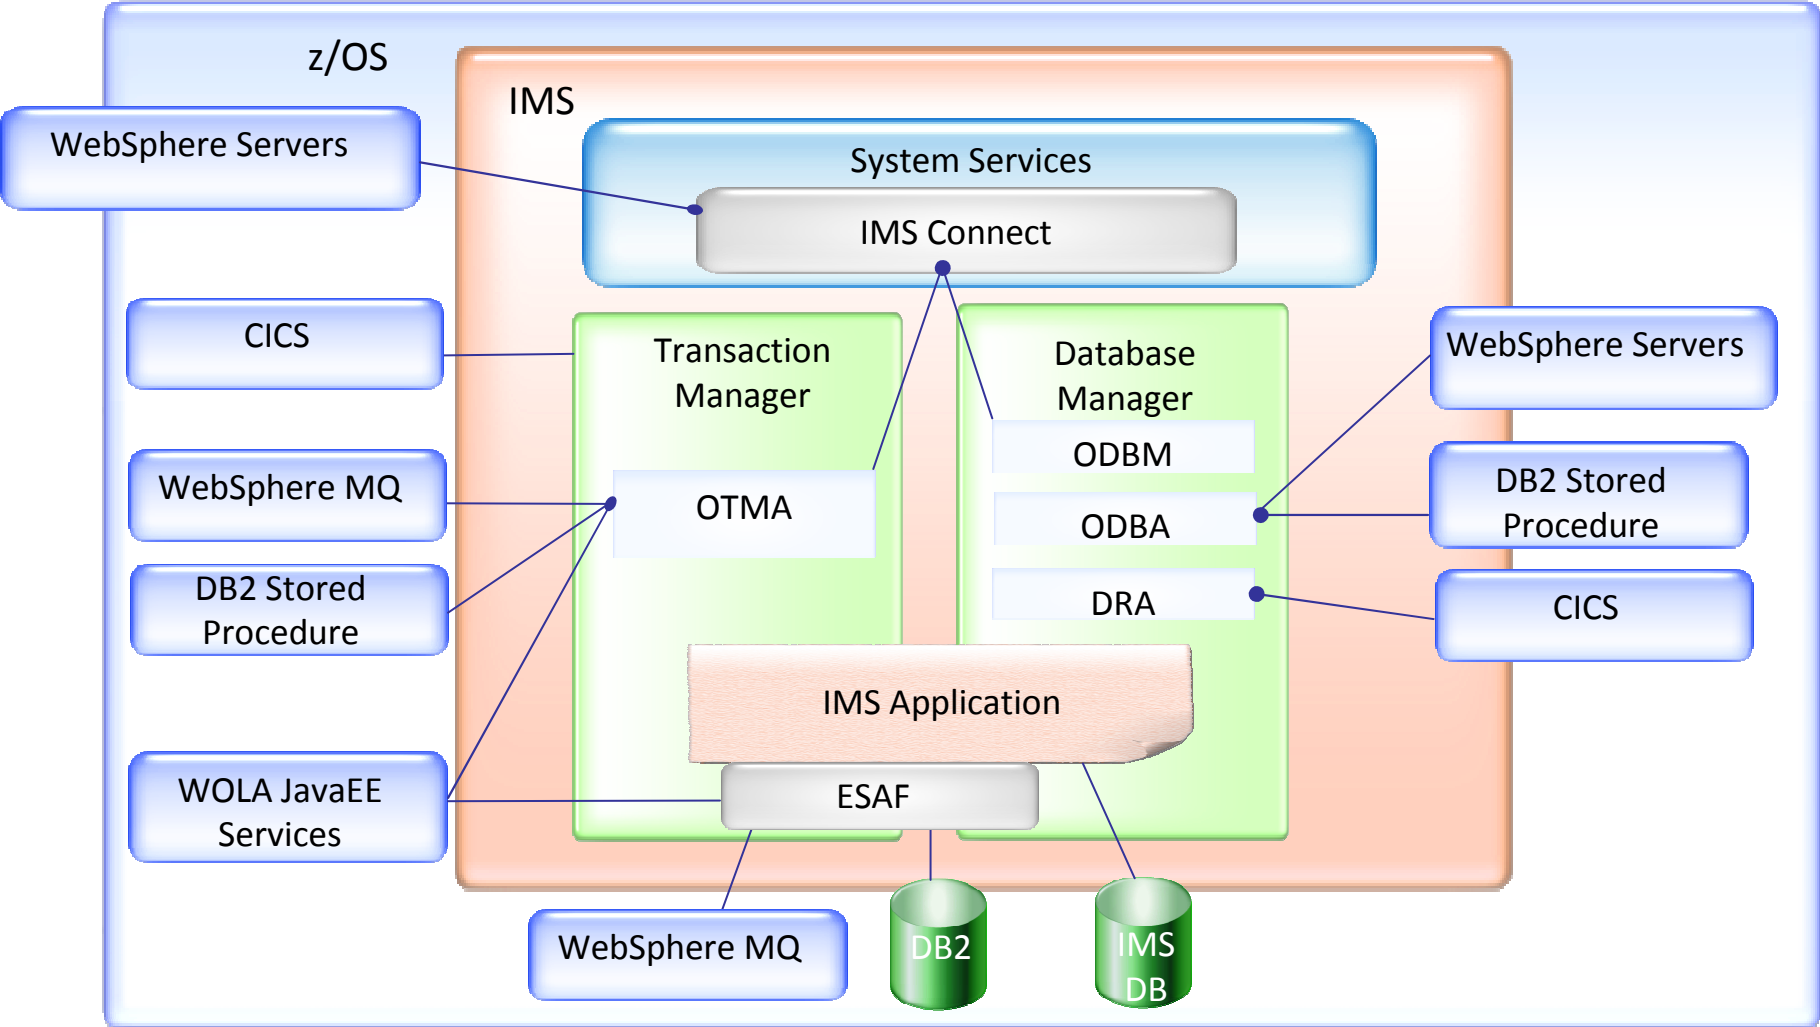 z/OS
IMS
WebSphere Servers
System Services
IMS Connect
CICS
Transaction
Manager
Database
Manager
WebSphere Servers
ODBM
WebSphere MQ
OTMA
ODBA
DB2 Stored
Procedure
DB2 Stored
Procedure
DRA
CICS
IMS Application
WOLA JavaEE
Services
ESAF
WebSphere MQ
DB2
IMS
DB